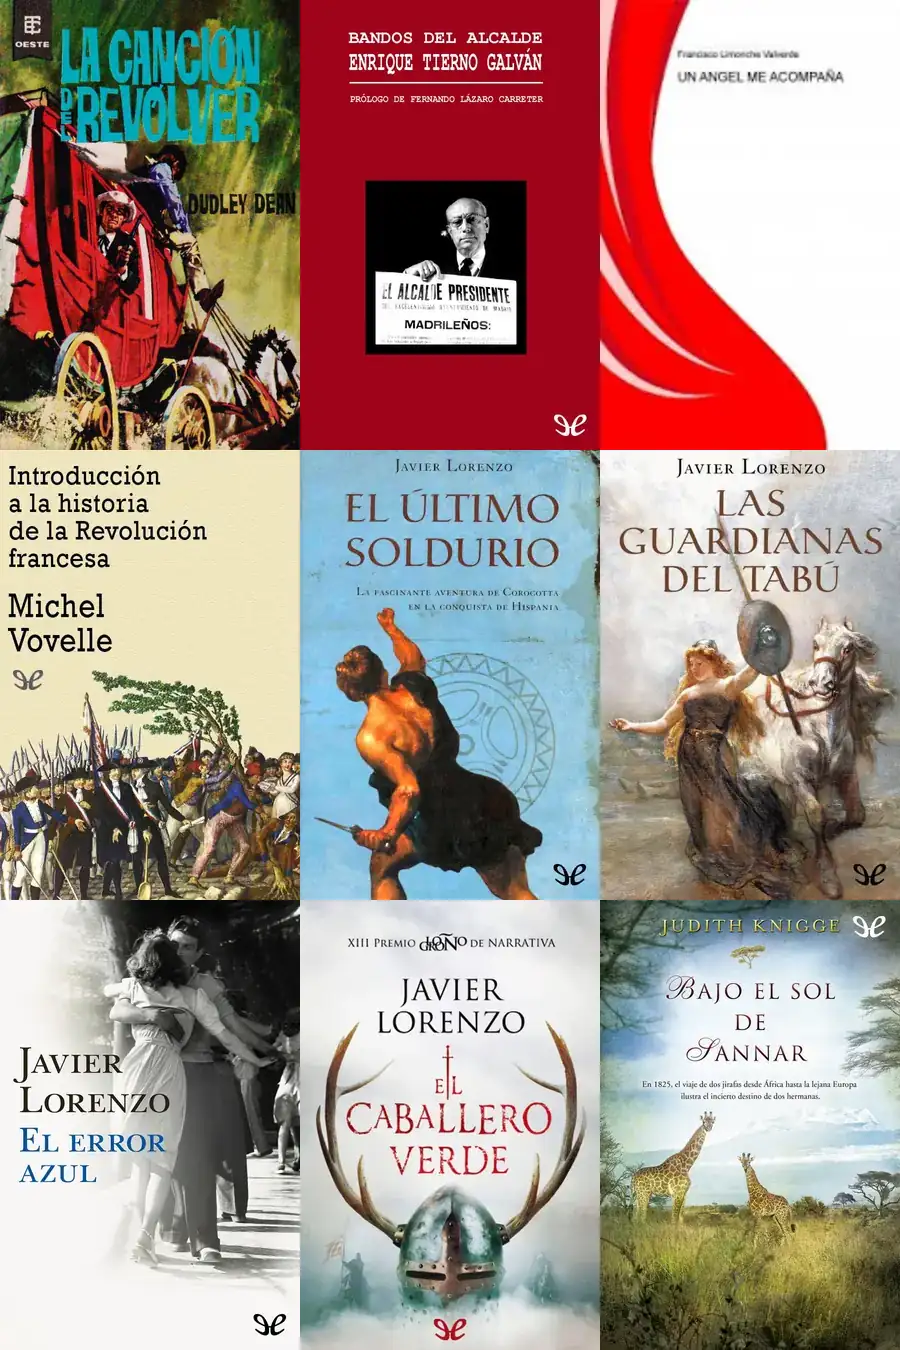 OESTE
LA CANCIÓN
DEL
REVÓLVER
DUDLEY DEAN
BANDOS DEL ALCALDE
ENRIQUE TIERNO GALVÁN
PRÓLOGO DE FERNANDO LÁZARO CARRETER
EL ALCALDE PRESIDENTE
MADRILEÑOS:
Francisco Limonche Valverde
UN ANGEL ME ACOMPAÑA
Introducción
a la historia
de la Revolución
francesa
Michel
Vovelle
JAVIER LORENZO
EL ÚLTIMO
SOLDURIO
LA FASCINANTE AVENTURA DE COROCOTTA
EN LA CONQUISTA DE HISPANIA
JAVIER LORENZO
LAS
GUARDIANAS
DEL TABÚ
JAVIER
LORENZO
EL ERROR
AZUL
XIII PREMIO LOGROÑO DE NARRATIVA
JAVIER
LORENZO
EL
CABALLERO
VERDE
JUDITH KNIGGE
BAJO EL SOL
DE
SANNAR
En 1825, el viaje de dos jirafas desde África hasta la lejana Europa
ilustra el incierto destino de dos hermanas.